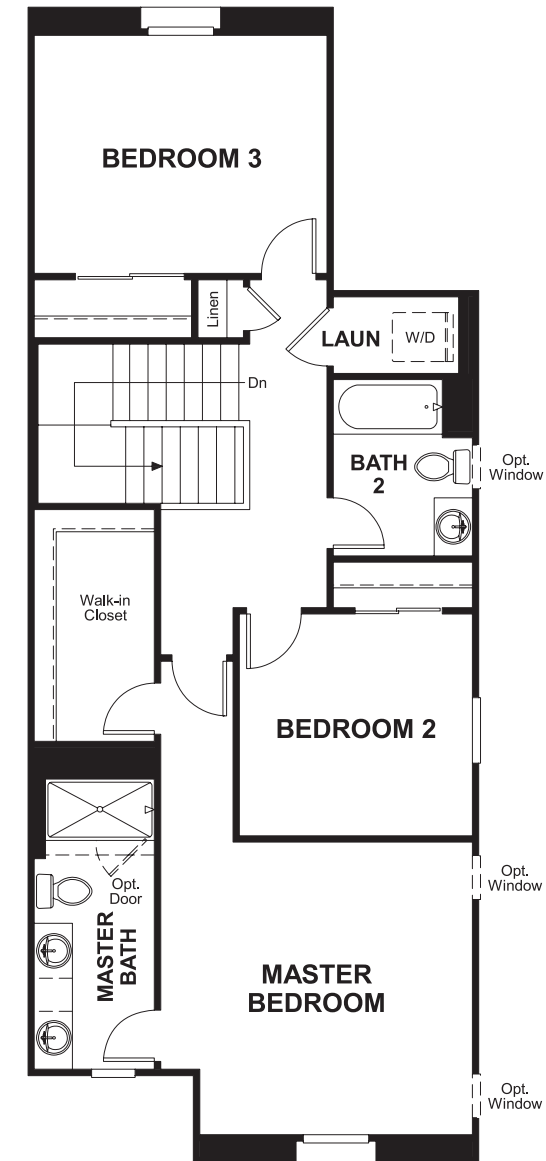 BEDROOM 3
Linen
LAUN
W/D
Dn
BATH
2
Opt.
Window
Walk-in
Closet
BEDROOM 2
Opt.
Window
Opt.
Door
MASTER
BATH
MASTER
BEDROOM
Opt.
Window